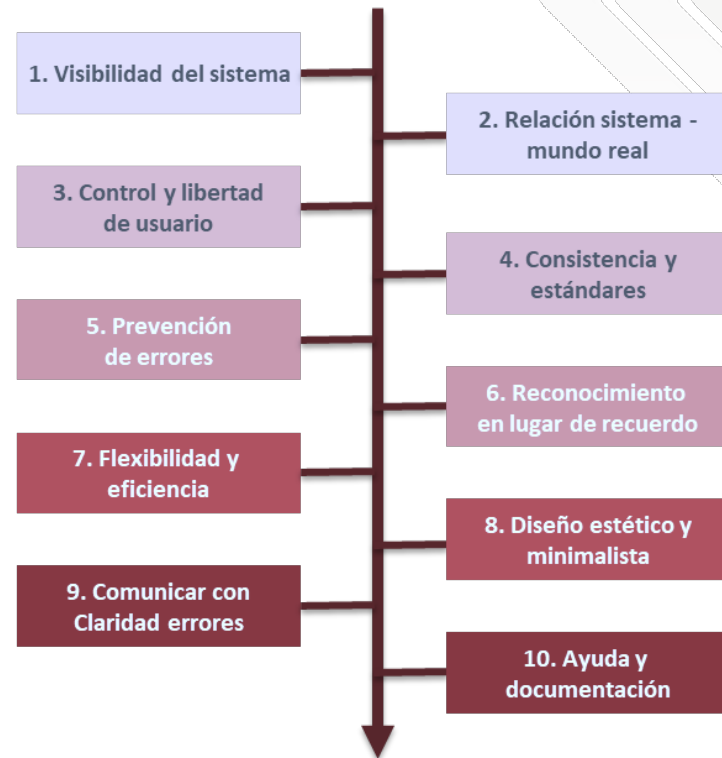 1. Visibilidad del sistema
2. Relación sistema -
mundo real
3. Control y libertad
de usuario
4. Consistencia y
estándares
5. Prevención
de errores
6. Reconocimiento
en lugar de recuerdo
7. Flexibilidad y
eficiencia
8. Diseño estético y
minimalista
9. Comunicar con
Claridad errores
10. Ayuda y
documentación